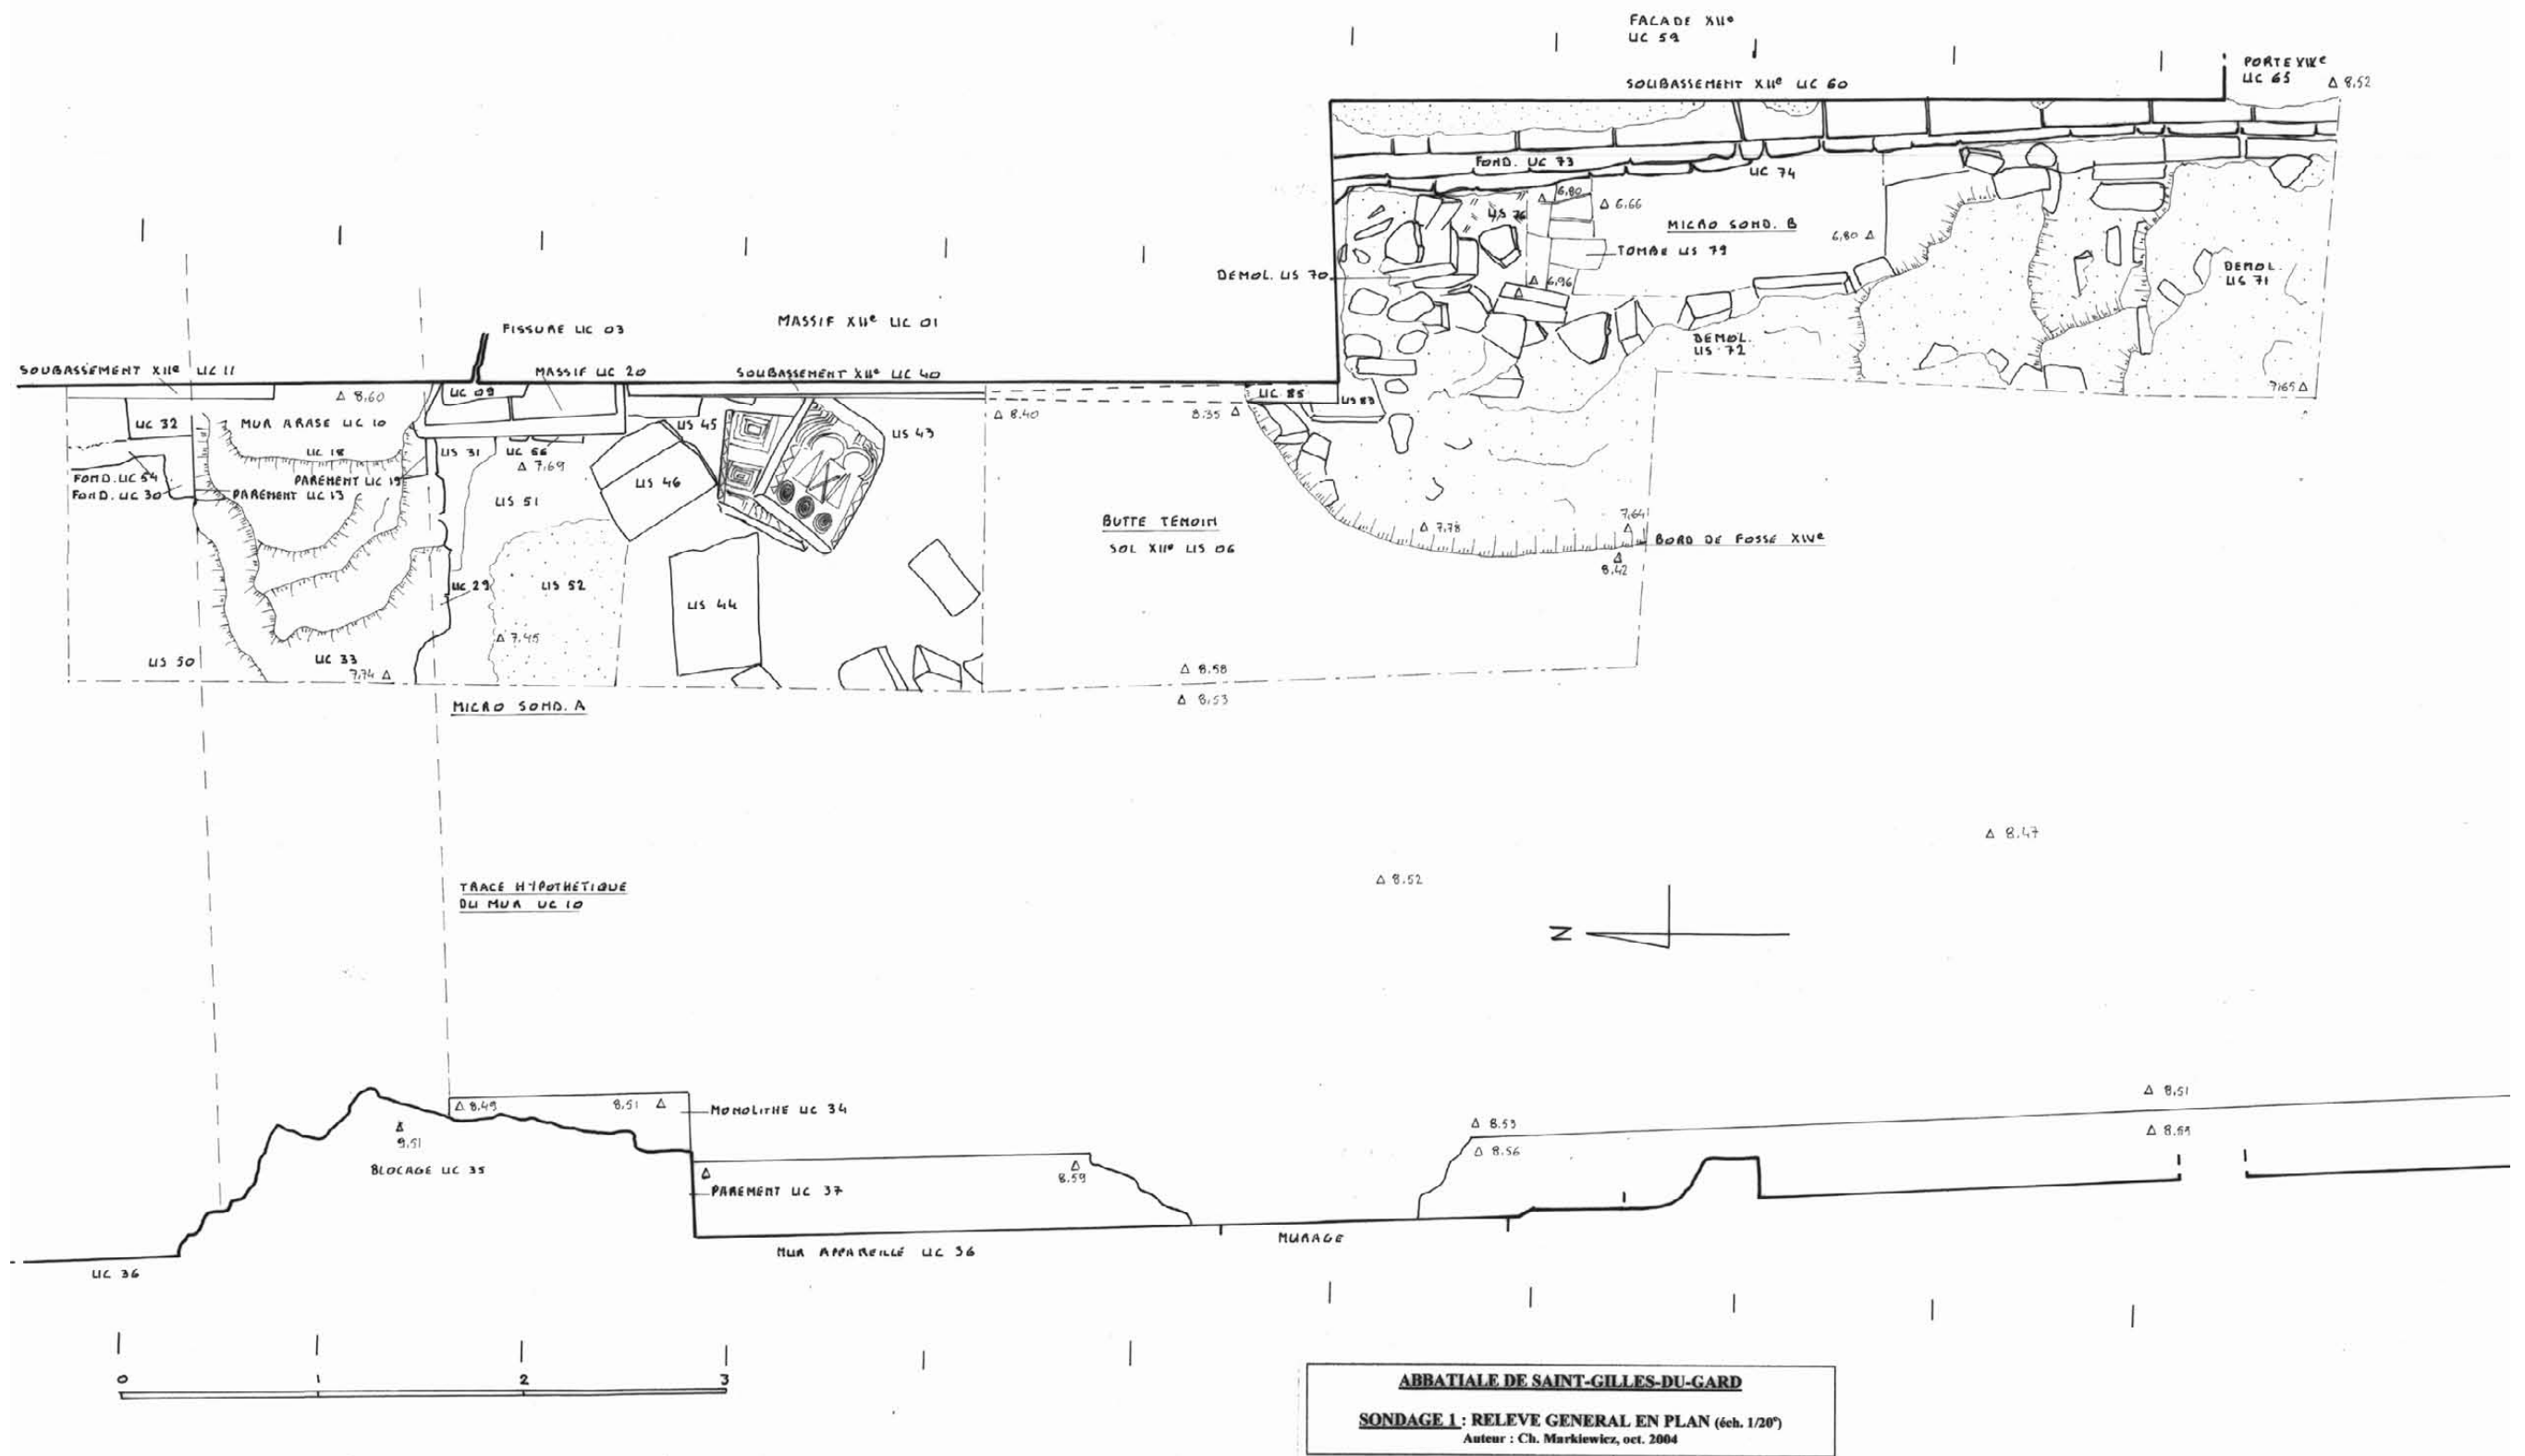 FACADE XIIe
UC 59
SOUBASSEMENT XIIe UC 60
PORTE XIXe
UC 65
Δ 8.52
FOND. UC 73
UC 74
6,80
US 76
Δ 6.66
MICRO SOND. B
6,80 Δ
TOMBE US 79
DEMOL. US 70
Δ 6,96
DEMOL.
US 71
DEMOL.
US 72
7,65 Δ
FISSURE UC 03
MASSIF XIIe UC 01
SOUBASSEMENT XIIe UC 11
MASSIF UC 20
SOUBASSEMENT XIIe UC 40
Δ 8,60
UC 09
UC 85
US 83
Δ 8.40
8.35 Δ
UC 32
MUR ARASE UC 10
US 45
US 43
UC 18
US 31
UC 56
Δ 7,69
FOND. UC 54
FOND. UC 30
PAREMENT UC 13
PAREMENT UC 19
US 46
US 51
BUTTE TEMOIN
SOL XIIe US 06
Δ 7.78
7,64
BORD DE FOSSE XIVe
8,42
UC 29
US 52
US 44
Δ 7.45
US 50
UC 33
7,74 Δ
Δ 8.58
Δ 8.53
MICRO SOND. A
Δ 8.47
TRACE HYPOTHETIQUE
DU MUR UC 10
Δ 8.52
N
Δ 8.49
8,51 Δ
MONOLITHE UC 34
Δ 8,51
9.51
BLOCAGE UC 35
Δ 8.53
Δ 8.56
PAREMENT UC 37
8.59
MUR APPAREILLÉ UC 36
MURAGE
UC 36
0 1 2 3
ABBATIALE DE SAINT-GILLES-DU-GARD
SONDAGE 1 : RELEVE GENERAL EN PLAN (éch. 1/20e)
Auteur : Ch. Markiewicz, oct. 2004